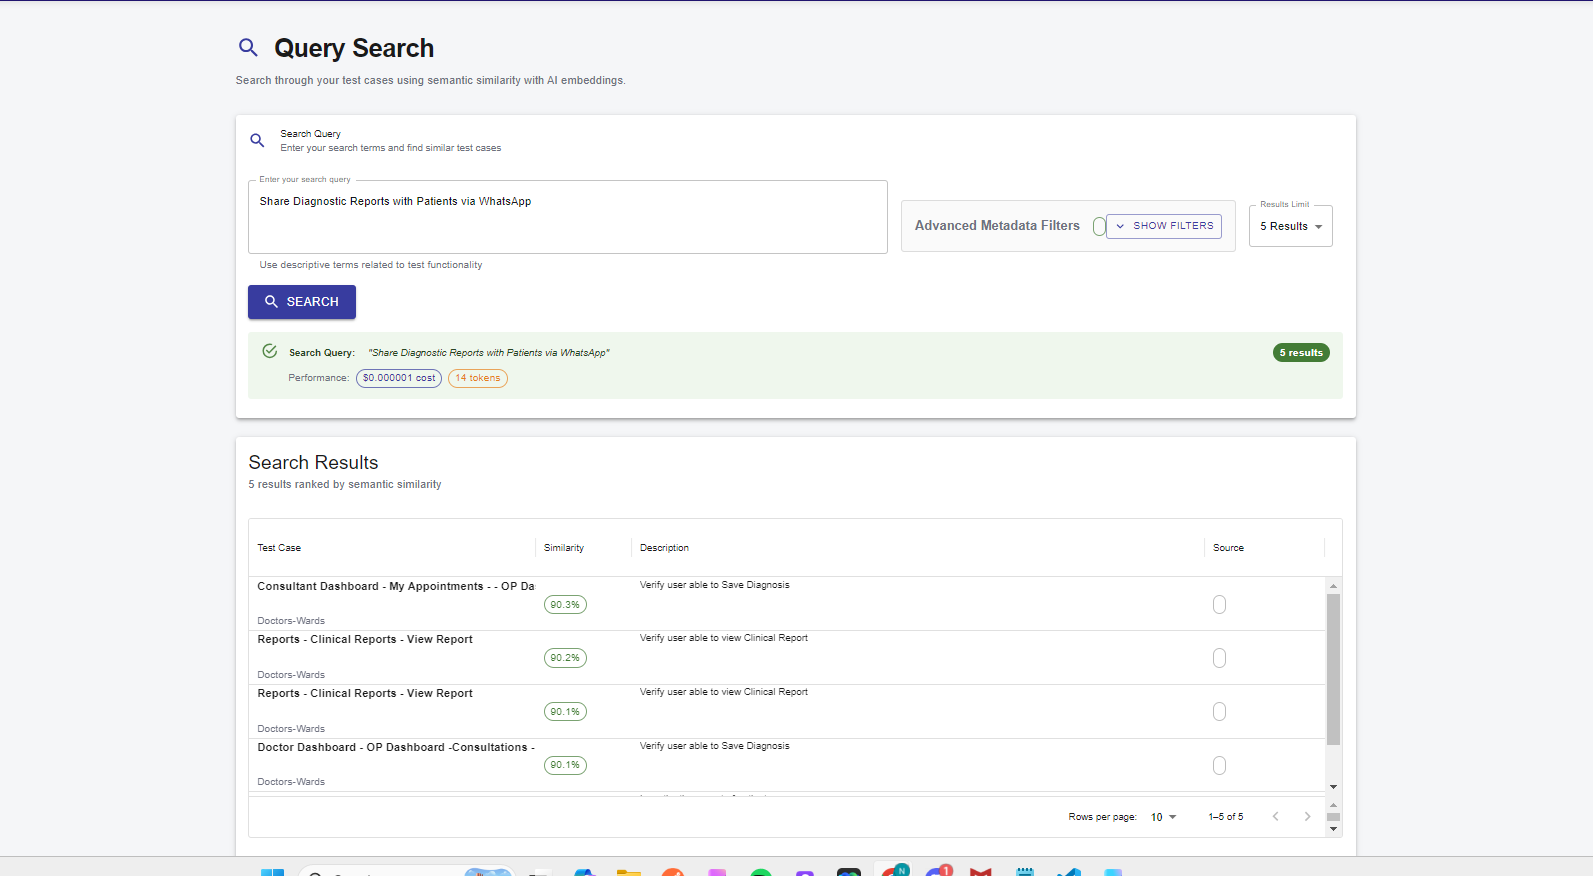 Query Search
Search through your test cases using semantic similarity with AI embeddings.
Search Query
Enter your search terms and find similar test cases
Enter your search query
Share Diagnostic Reports with Patients via WhatsApp
Use descriptive terms related to test functionality
Advanced Metadata Filters
SHOW FILTERS
Results Limit
5 Results
SEARCH
Search Query: "Share Diagnostic Reports with Patients via WhatsApp"
5 results
Performance: $0.000001 cost 14 tokens
Search Results
5 results ranked by semantic similarity
Test Case Similarity Description Source
Consultant Dashboard - My Appointments - - OP Da
Verify user able to Save Diagnosis
90.3%
Doctors-Wards
Reports - Clinical Reports - View Report
Verify user able to view Clinical Report
90.2%
Doctors-Wards
Reports - Clinical Reports - View Report
Verify user able to view Clinical Report
90.1%
Doctors-Wards
Doctor Dashboard - OP Dashboard -Consultations -
Verify user able to Save Diagnosis
90.1%
Doctors-Wards
Rows per page: 10 1–5 of 5
N
1